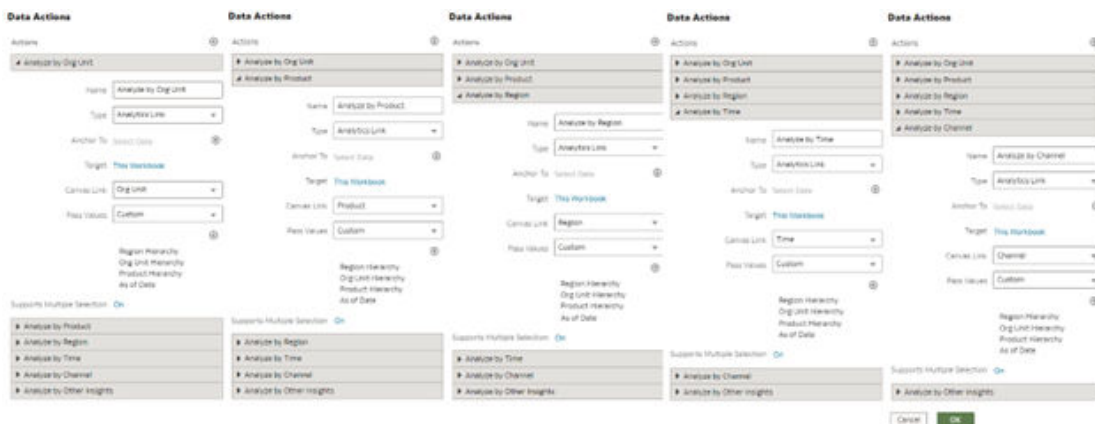 Data Actions
Actions
Analyze by Org Unit
Name Analyze by Org Unit
Type Analytics Link
Anchor To Select Data
Target This Workbook
Canvas Link Org Unit
Pass Values Custom
Region Hierarchy
Org Unit Hierarchy
Product Hierarchy
As of Date
Supports Multiple Selection On
Analyze by Product
Analyze by Region
Analyze by Time
Analyze by Channel
Analyze by Other Insights
Data Actions
Actions
Analyze by Org Unit
Analyze by Product
Name Analyze by Product
Type Analytics Link
Anchor To Select Data
Target This Workbook
Canvas Link Product
Pass Values Custom
Region Hierarchy
Org Unit Hierarchy
Product Hierarchy
As of Date
Supports Multiple Selection On
Analyze by Region
Analyze by Time
Analyze by Channel
Analyze by Other Insights
Data Actions
Actions
Analyze by Org Unit
Analyze by Product
Analyze by Region
Name Analyze by Region
Type Analytics Link
Anchor To Select Data
Target This Workbook
Canvas Link Region
Pass Values Custom
Region Hierarchy
Org Unit Hierarchy
Product Hierarchy
As of Date
Supports Multiple Selection On
Analyze by Time
Analyze by Channel
Analyze by Other Insights
Data Actions
Actions
Analyze by Org Unit
Analyze by Product
Analyze by Region
Analyze by Time
Name Analyze by Time
Type Analytics Link
Anchor To Select Data
Target This Workbook
Canvas Link Time
Pass Values Custom
Region Hierarchy
Org Unit Hierarchy
Product Hierarchy
As of Date
Supports Multiple Selection On
Analyze by Channel
Analyze by Other Insights
Data Actions
Actions
Analyze by Org Unit
Analyze by Product
Analyze by Region
Analyze by Time
Analyze by Channel
Name Analyze by Channel
Type Analytics Link
Anchor To Select Data
Target This Workbook
Canvas Link Channel
Pass Values Custom
Region Hierarchy
Org Unit Hierarchy
Product Hierarchy
As of Date
Supports Multiple Selection On
Analyze by Other Insights
Cancel OK